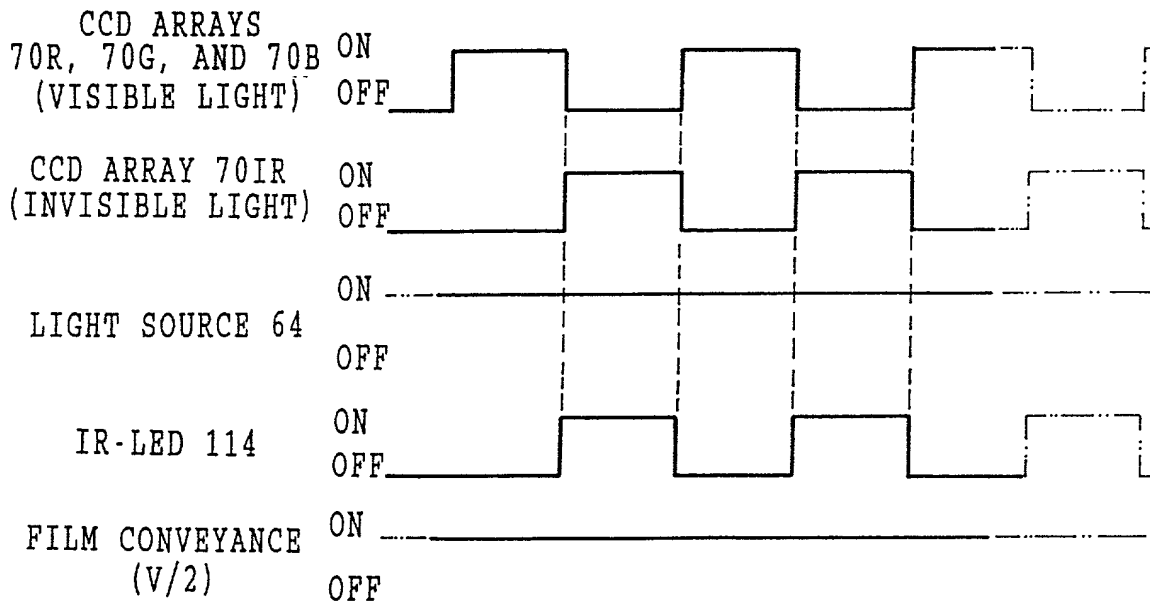 CCD ARRAYS
70R, 70G, AND 70B
(VISIBLE LIGHT)
ON
OFF
CCD ARRAY 70IR
(INVISIBLE LIGHT)
ON
OFF
LIGHT SOURCE 64
ON
OFF
IR-LED 114
ON
OFF
FILM CONVEYANCE
(V/2)
ON
OFF